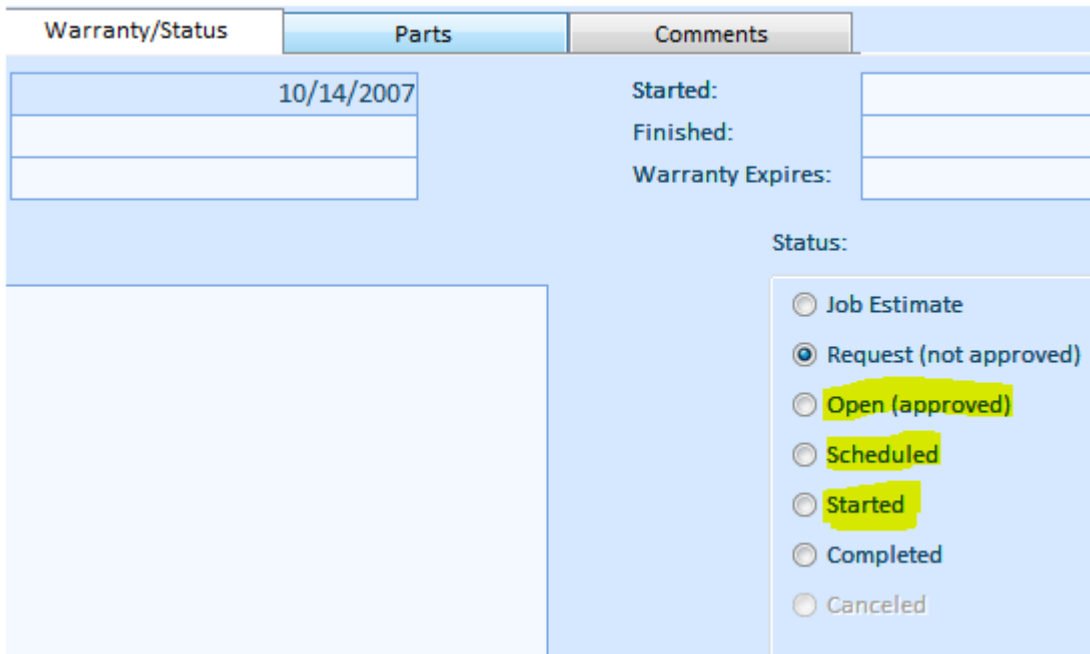 Warranty/Status Parts Comments
10/14/2007 Started:
Finished:
Warranty Expires:
Status:
Job Estimate
Request (not approved)
Open (approved)
Scheduled
Started
Completed
Canceled